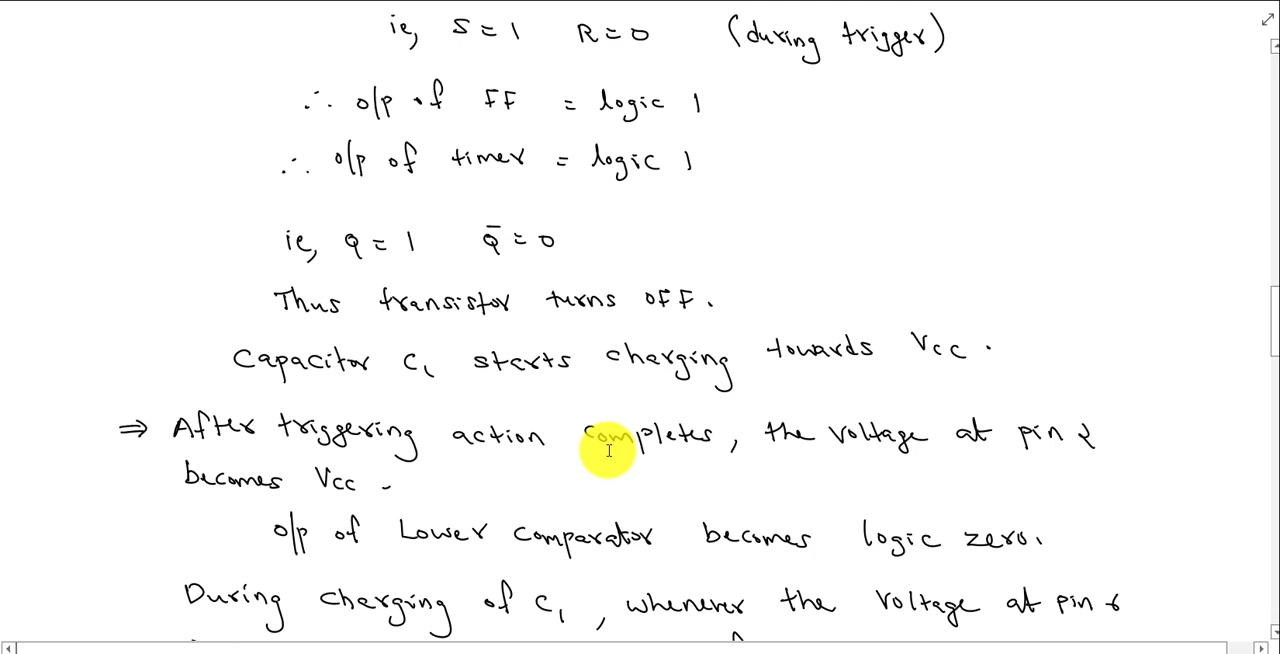 ie, S = 1 R = 0 (during trigger)
∴ o/p of FF = logic 1
∴ o/p of timer = logic 1
ie, Q = 1 Q̄ = 0
Thus transistor turns OFF.
Capacitor C₁ starts charging towards Vcc.
⇒ After triggering action completes, the voltage at pin 2
becomes Vcc.
o/p of Lower comparator becomes logic zero.
During charging of C₁, whenever the voltage at pin 6